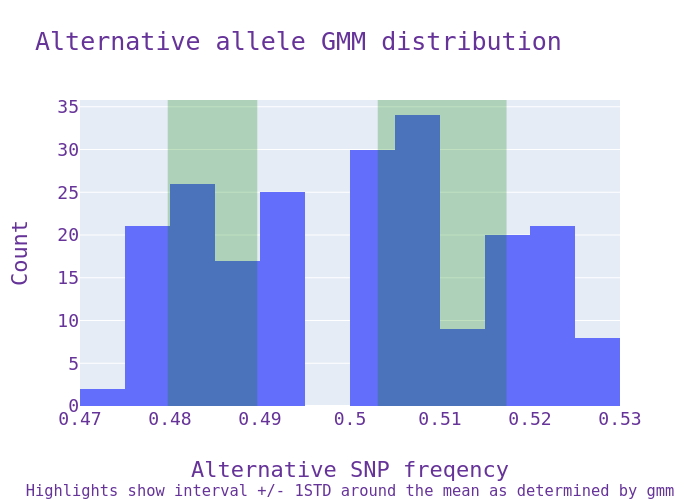 Alternative allele GMM distribution
35
30
25
20
15
10
5
0
Count
0.47 0.48 0.49 0.5 0.51 0.52 0.53
Alternative SNP freqency
Highlights show interval +/- 1STD around the mean as determined by gmm